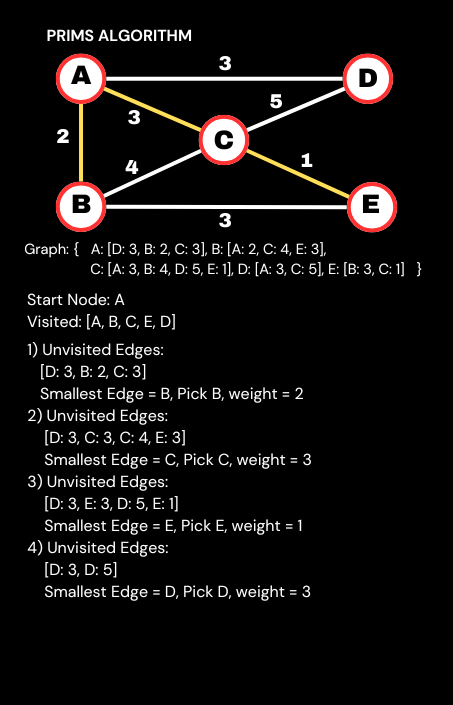 PRIMS ALGORITHM
3
A
D
5
3
C
2
4
1
B
E
3
Graph: { A: [D: 3, B: 2, C: 3], B: [A: 2, C: 4, E: 3],
C: [A: 3, B: 4, D: 5, E: 1], D: [A: 3, C: 5], E: [B: 3, C: 1] }
Start Node: A
Visited: [A, B, C, E, D]
1) Unvisited Edges:
[D: 3, B: 2, C: 3]
Smallest Edge = B, Pick B, weight = 2
2) Unvisited Edges:
[D: 3, C: 3, C: 4, E: 3]
Smallest Edge = C, Pick C, weight = 3
3) Unvisited Edges:
[D: 3, E: 3, D: 5, E: 1]
Smallest Edge = E, Pick E, weight = 1
4) Unvisited Edges:
[D: 3, D: 5]
Smallest Edge = D, Pick D, weight = 3